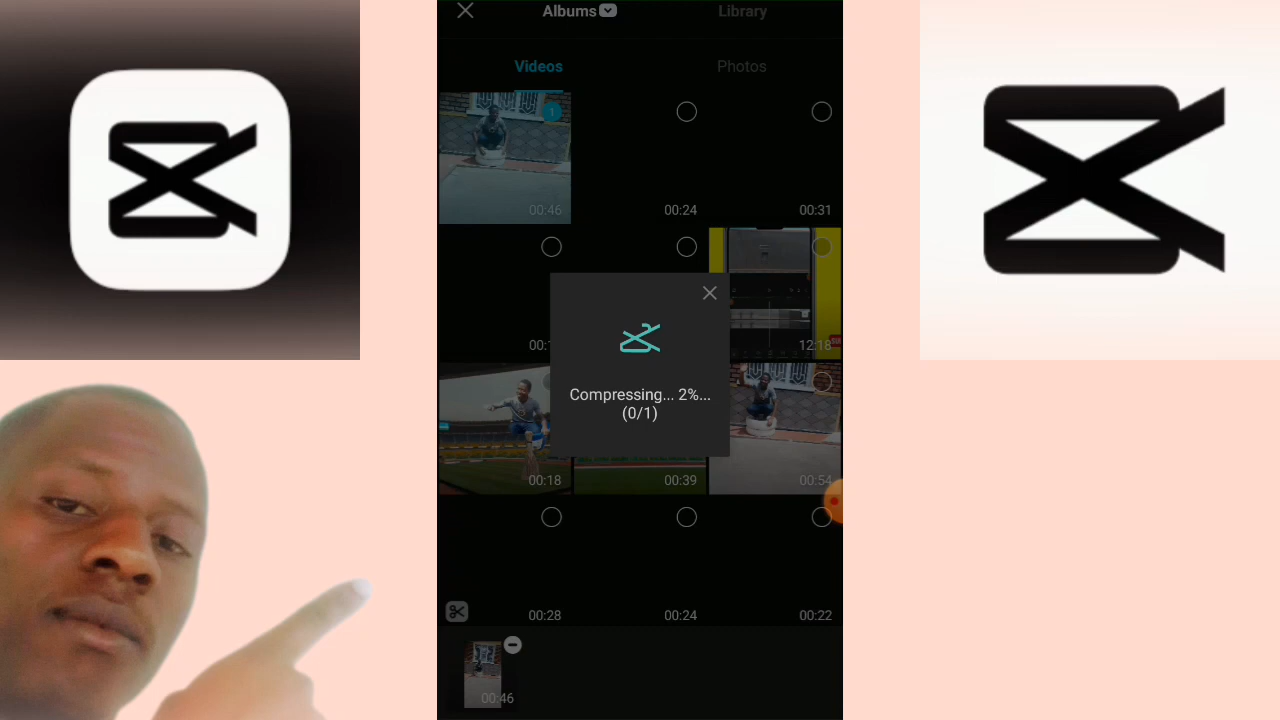 Albums
Library
Videos
Photos
1
00:46
00:24
00:31
12:18
Compressing... 2%...
(0/1)
00:18
00:39
00:54
00:28
00:24
00:22
00:46